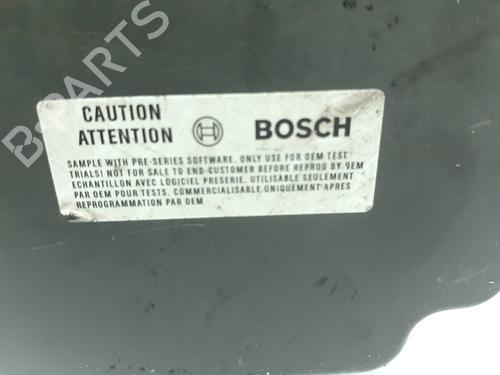 B-PARTS
CAUTION
ATTENTION
BOSCH
SAMPLE WITH PRE-SERIES SOFTWARE. ONLY USE FOR OEM TEST
TRIALS! NOT FOR SALE TO END-CUSTOMER BEFORE REPROG BY 9EM
ECHANTILLON AVEC LOGICIEL PRESERIE. UTILISABLE SEULEMENT
PAR OEM POUR TESTS. COMMERCIALISABLE UNIQUEMENT APRES
REPROGRAMMATION PAR OEM